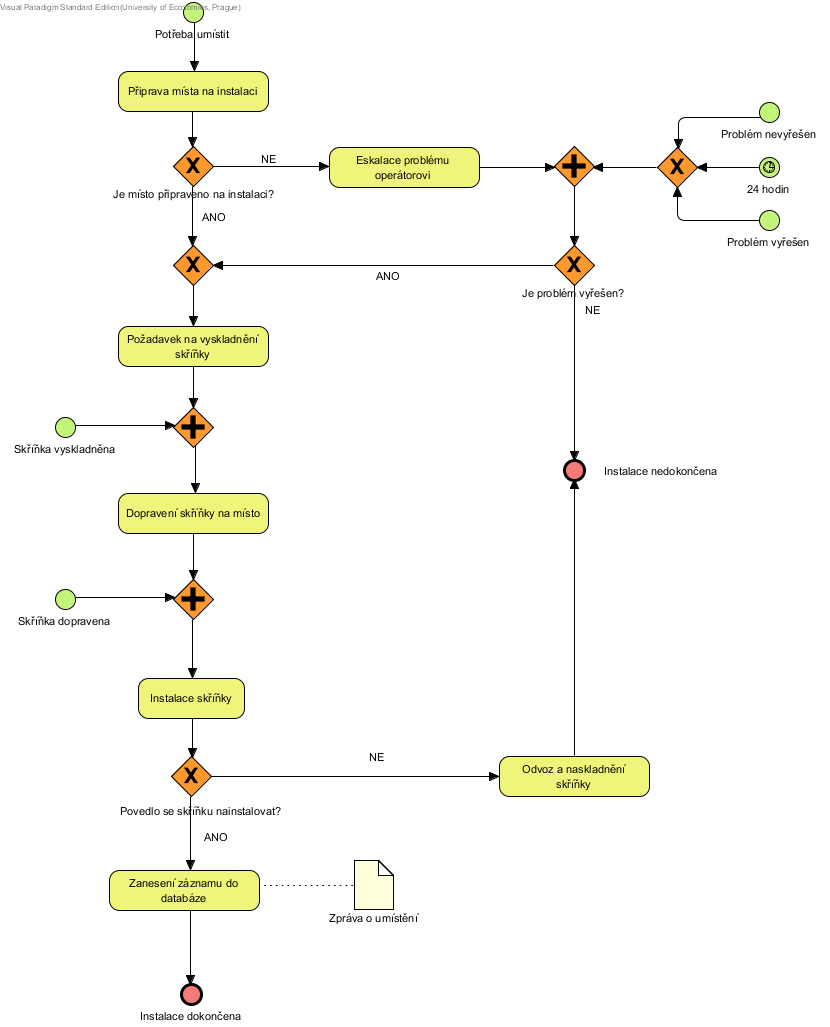 Visual Paradigm Standard Edition(University of Economics, Prague)
Potřeba umístit
Připrava místa na instalaci
Problém nevyřešen
NE
Eskalace problému
operátorovi
24 hodin
Je místo připraveno na instalaci?
ANO
Problém vyřešen
ANO
Je problém vyřešen?
NE
Požadavek na vyskladnění
skříňky
Skříňka vyskladněna
Instalace nedokončena
Dopravení skříňky na místo
Skříňka dopravena
Instalace skříňky
NE
Odvoz a naskladnění
skříňky
Povedlo se skříňku nainstalovat?
ANO
Zanesení záznamu do
databáze
Zpráva o umístění
Instalace dokončena